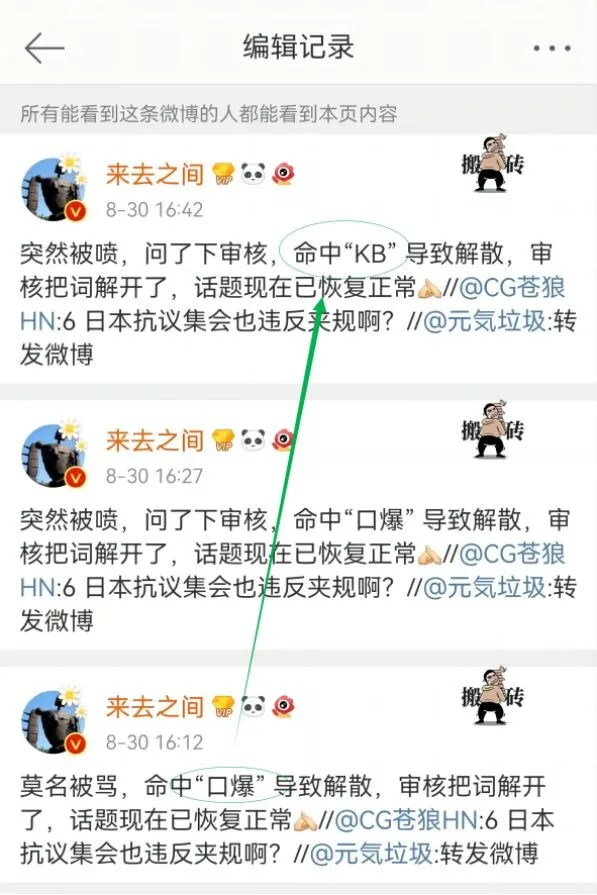 编辑记录
所有能看到这条微博的人都能看到本页内容
来去之间 VIP
搬砖
8-30 16:42
突然被喷，问了下审核，命中“KB” 导致解散，审
核把词解开了，话题现在已恢复正常//@CG苍狼
HN:6 日本抗议集会也违反夹规啊？//@元気垃圾:转
发微博
来去之间 VIP
搬砖
8-30 16:27
突然被喷，问了下审核，命中“口爆” 导致解散，审
核把词解开了，话题现在已恢复正常//@CG苍狼
HN:6 日本抗议集会也违反夹规啊？//@元気垃圾:转
发微博
来去之间 VIP
搬砖
8-30 16:12
莫名被骂，命中“口爆” 导致解散，审核把词解开
了，话题现在已恢复正常//@CG苍狼HN:6 日本
抗议集会也违反夹规啊？//@元気垃圾:转发微博